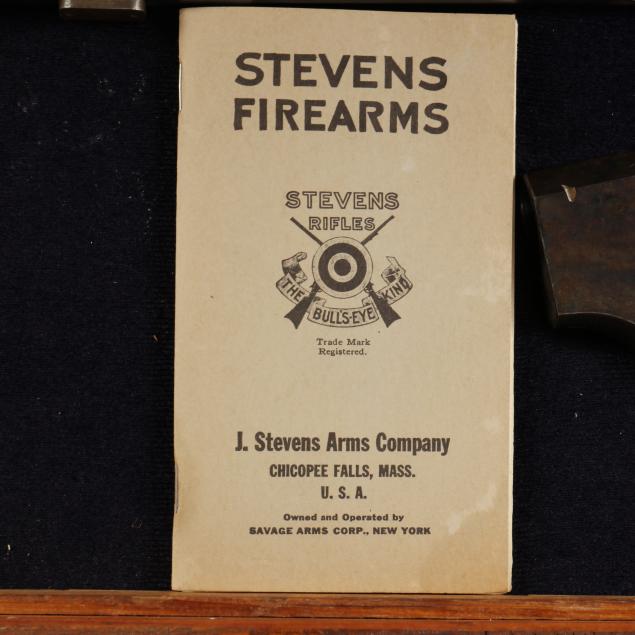 STEVENS
FIREARMS
STEVENS
RIFLES
THE BULL'S-EYE KIND
Trade Mark
Registered.
J. Stevens Arms Company
CHICOPEE FALLS, MASS.
U. S. A.
Owned and Operated by
SAVAGE ARMS CORP., NEW YORK